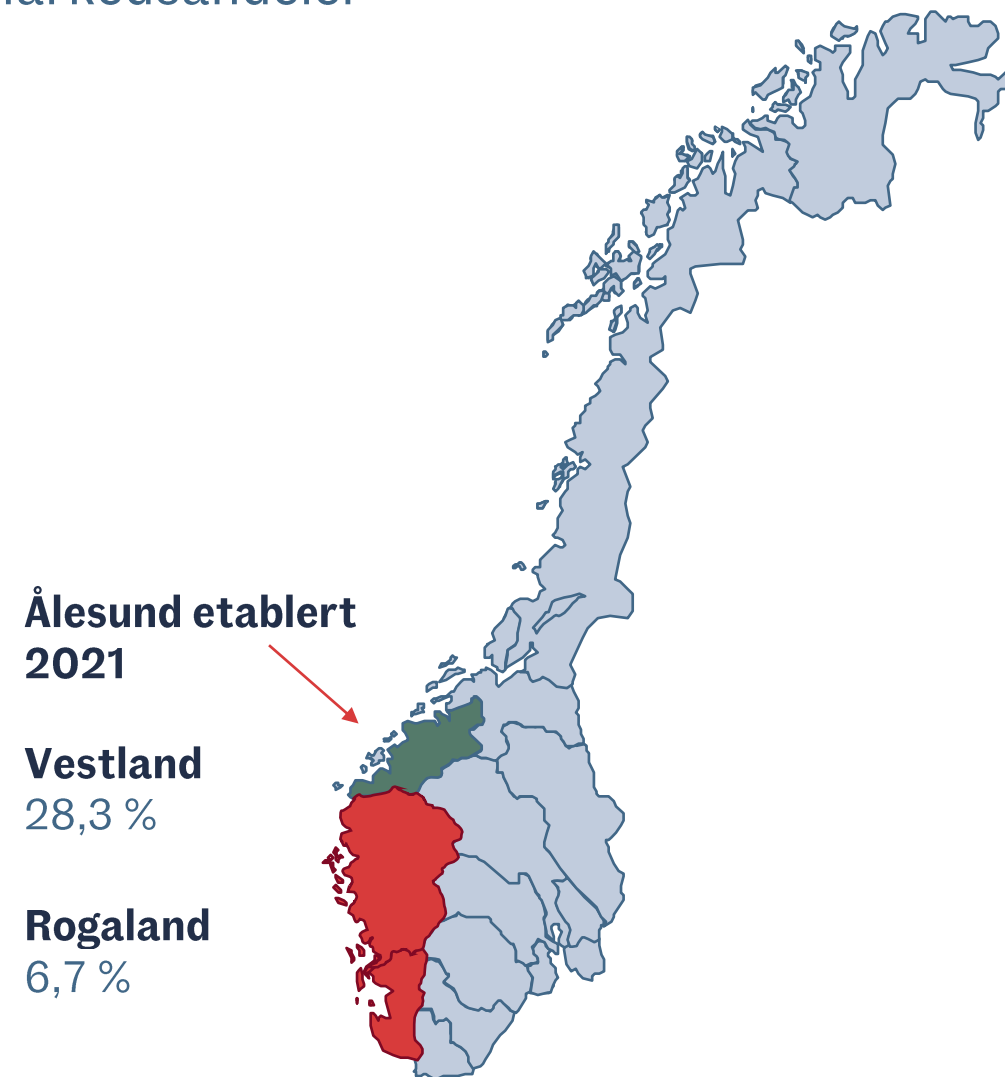 Ålesund etablert
2021
Vestland
28,3 %
Rogaland
6,7 %